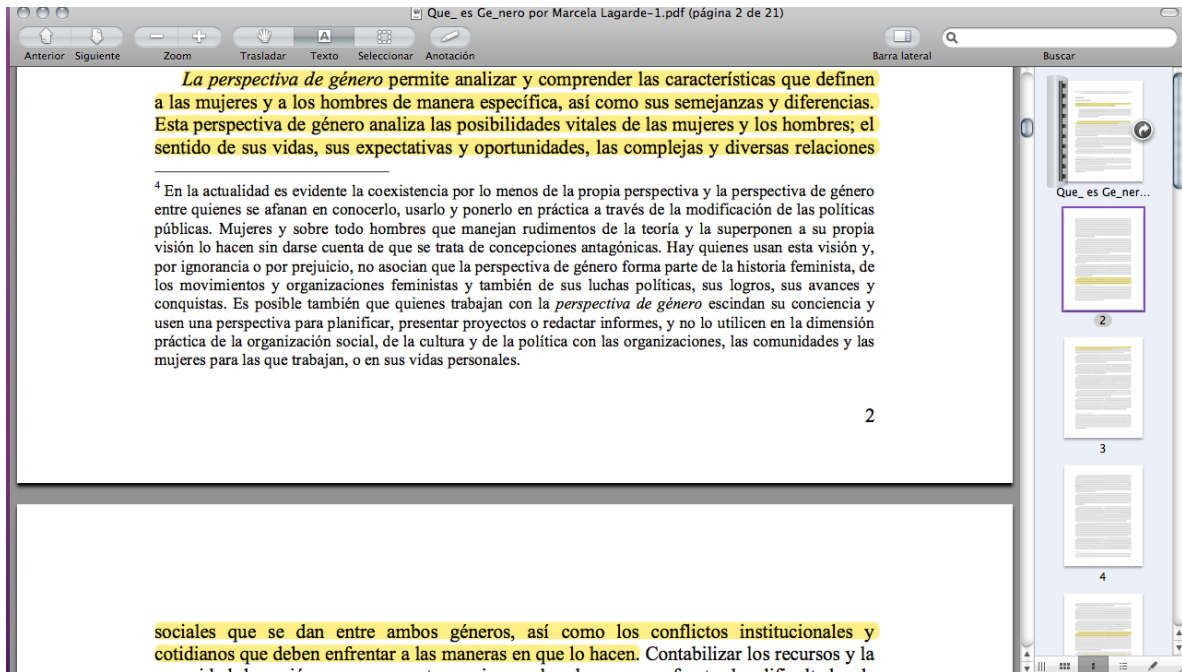 Que_ es Ge_nero por Marcela Lagarde-1.pdf (página 2 de 21)
Anterior Siguiente Zoom Trasladar Texto Seleccionar Anotación Barra lateral Buscar
La perspectiva de género permite analizar y comprender las características que definen
a las mujeres y a los hombres de manera específica, así como sus semejanzas y diferencias.
Esta perspectiva de género analiza las posibilidades vitales de las mujeres y los hombres; el
sentido de sus vidas, sus expectativas y oportunidades, las complejas y diversas relaciones
4 En la actualidad es evidente la coexistencia por lo menos de la propia perspectiva y la perspectiva de género
entre quienes se afanan en conocerlo, usarlo y ponerlo en práctica a través de la modificación de las políticas
públicas. Mujeres y sobre todo hombres que manejan rudimentos de la teoría y la superponen a su propia
visión lo hacen sin darse cuenta de que se trata de concepciones antagónicas. Hay quienes usan esta visión y,
por ignorancia o por prejuicio, no asocian que la perspectiva de género forma parte de la historia feminista, de
los movimientos y organizaciones feministas y también de sus luchas políticas, sus logros, sus avances y
conquistas. Es posible también que quienes trabajan con la perspectiva de género escindan su conciencia y
usen una perspectiva para planificar, presentar proyectos o redactar informes, y no lo utilicen en la dimensión
práctica de la organización social, de la cultura y de la política con las organizaciones, las comunidades y las
mujeres para las que trabajan, o en sus vidas personales.
2
sociales que se dan entre ambos géneros, así como los conflictos institucionales y
cotidianos que deben enfrentar a las maneras en que lo hacen. Contabilizar los recursos y la
Que_ es Ge_ner...
2
3
4